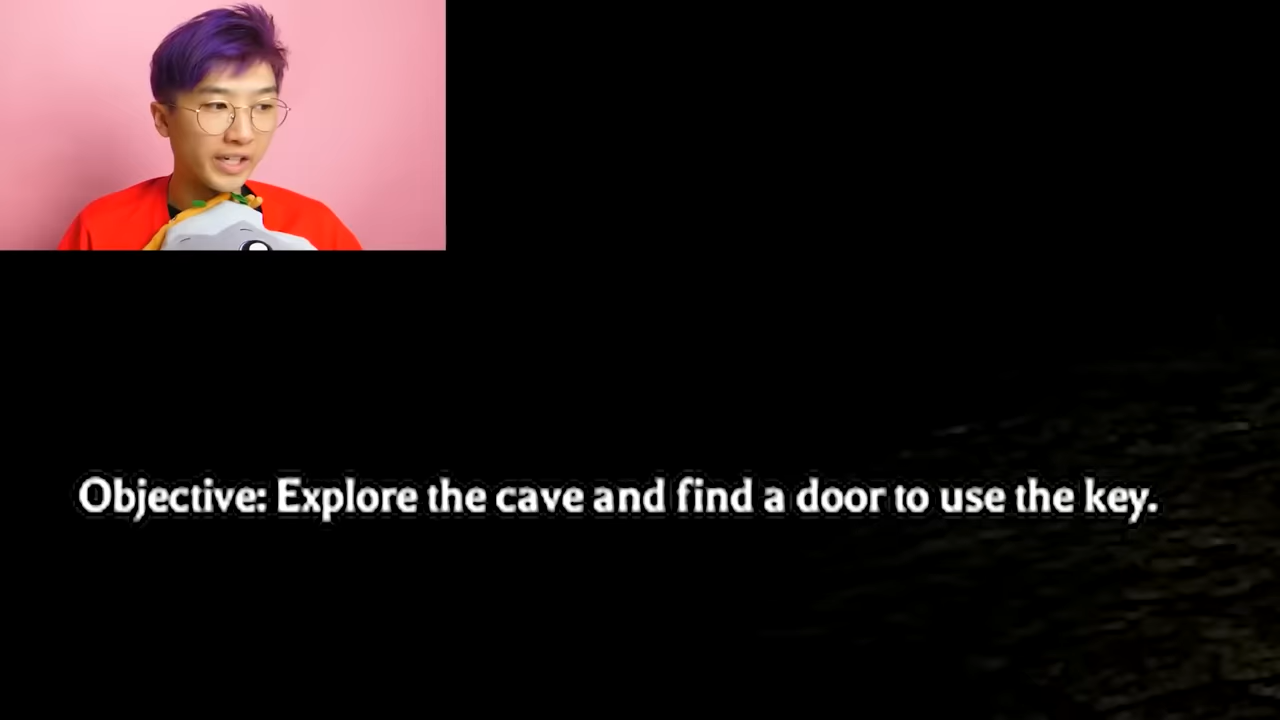 Objective: Explore the cave and find a door to use the key.